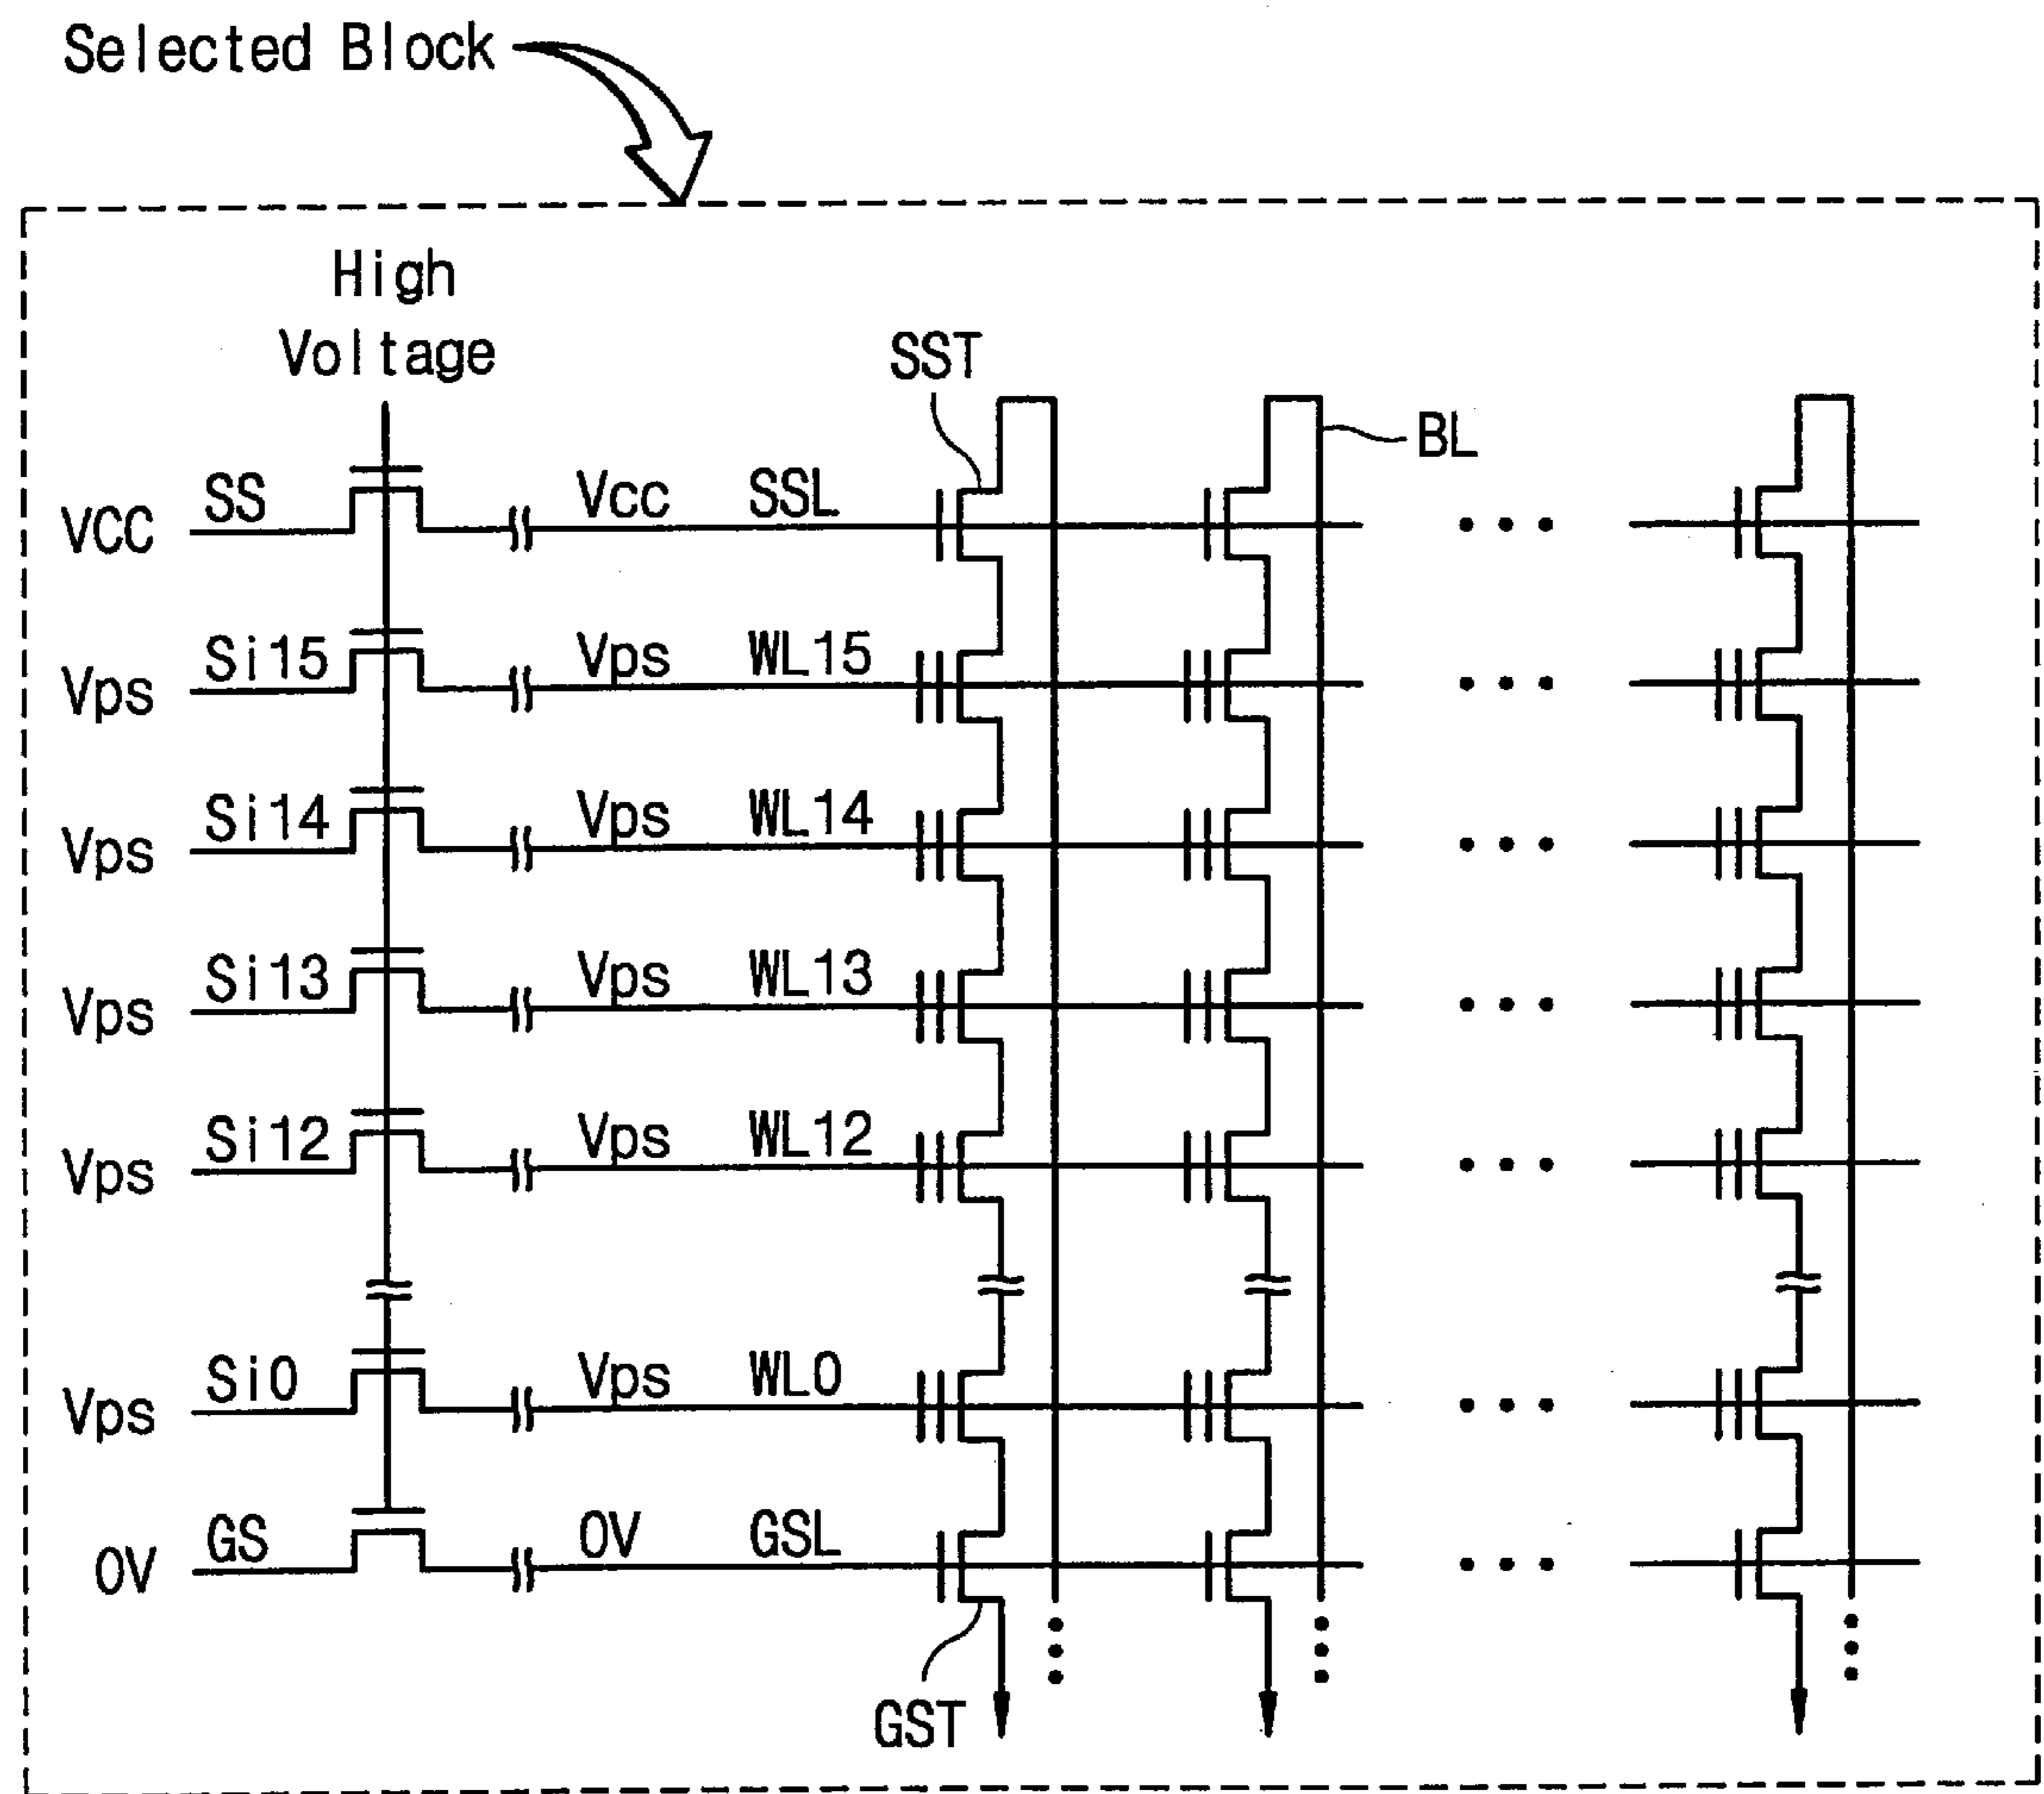 Selected Block
High
Voltage
SST
BL
VCC SS Vcc SSL
Vps Si15 Vps WL15
Vps Si14 Vps WL14
Vps Si13 Vps WL13
Vps Si12 Vps WL12
Vps Si0 Vps WL0
0V GS 0V GSL
GST